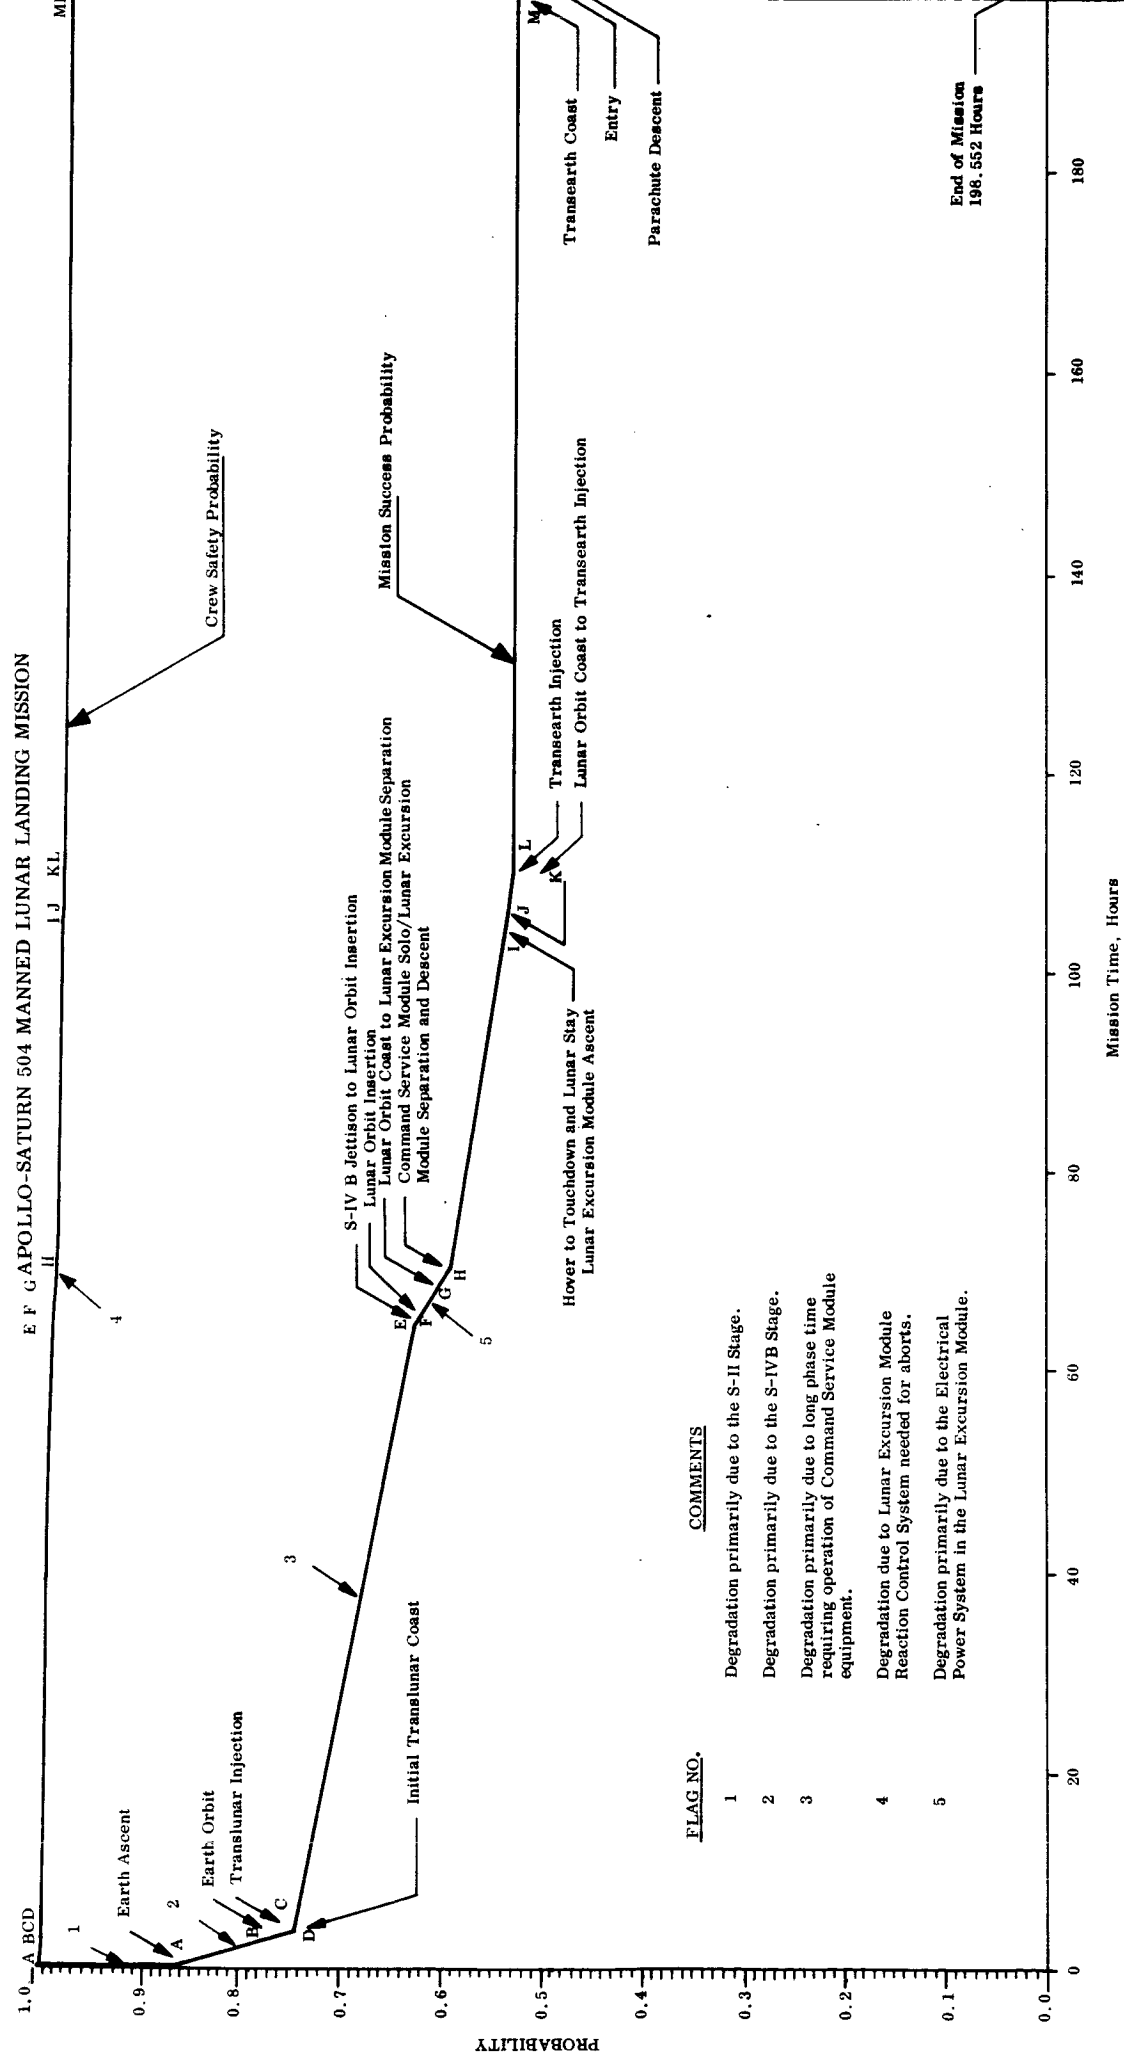 APOLLO-SATURN 504 MANNED LUNAR LANDING MISSION
A BCD
E F G
H
I J
K L
Crew Safety Probability
4
1
Earth Ascent
A
2
Earth Orbit
Translunar Injection
B
C
D
Initial Translunar Coast
3
S-IV B Jettison to Lunar Orbit Insertion
Lunar Orbit Insertion
Lunar Orbit Coast to Lunar Excursion Module Separation
Command Service Module Solo/Lunar Excursion
Module Separation and Descent
E
F
G
H
5
Mission Success Probability
I
J
K
L
Transearth Injection
Lunar Orbit Coast to Transearth Injection
Hover to Touchdown and Lunar Stay
Lunar Excursion Module Ascent
M
Transearth Coast
Entry
Parachute Descent
End of Mission
198.552 Hours
FLAG NO.
COMMENTS
1
Degradation primarily due to the S-II Stage.
2
Degradation primarily due to the S-IVB Stage.
3
Degradation primarily due to long phase time
requiring operation of Command Service Module
equipment.
4
Degradation due to Lunar Excursion Module
Reaction Control System needed for aborts.
5
Degradation primarily due to the Electrical
Power System in the Lunar Excursion Module.
PROBABILITY
1.0
0.9
0.8
0.7
0.6
0.5
0.4
0.3
0.2
0.1
0.0
0
20
40
60
80
100
120
140
160
180
Mission Time, Hours